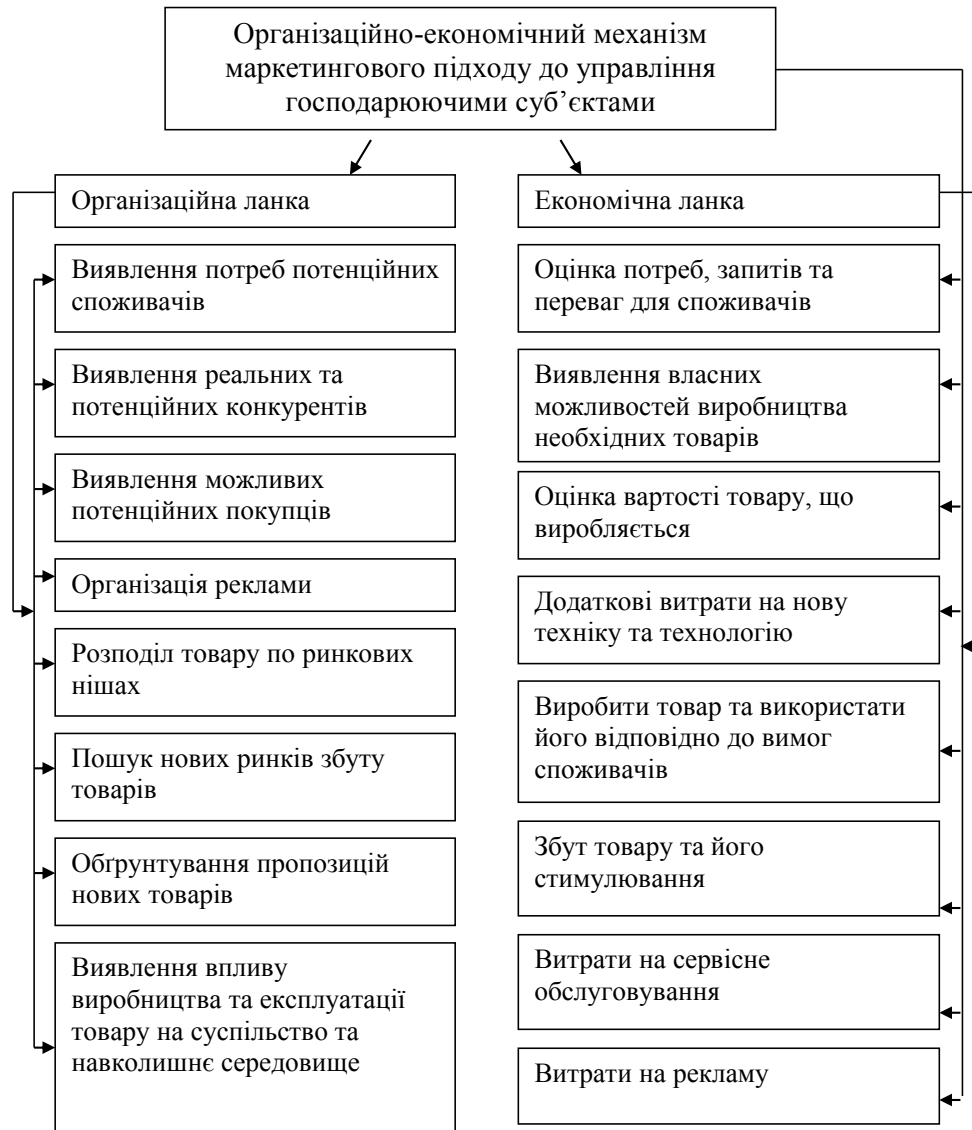 Організаційно-економічний механізм
маркетингового підходу до управління
господарюючими суб’єктами
Організаційна ланка
Виявлення потреб потенційних
споживачів
Виявлення реальних та
потенційних конкурентів
Виявлення можливих
потенційних покупців
Організація реклами
Розподіл товару по ринкових
нішах
Пошук нових ринків збуту
товарів
Обґрунтування пропозицій
нових товарів
Виявлення впливу
виробництва та експлуатації
товару на суспільство та
навколишнє середовище
Економічна ланка
Оцінка потреб, запитів та
переваг для споживачів
Виявлення власних
можливостей виробництва
необхідних товарів
Оцінка вартості товару, що
виробляється
Додаткові витрати на нову
техніку та технологію
Виробити товар та використати
його відповідно до вимог
споживачів
Збут товару та його
стимулювання
Витрати на сервісне
обслуговування
Витрати на рекламу